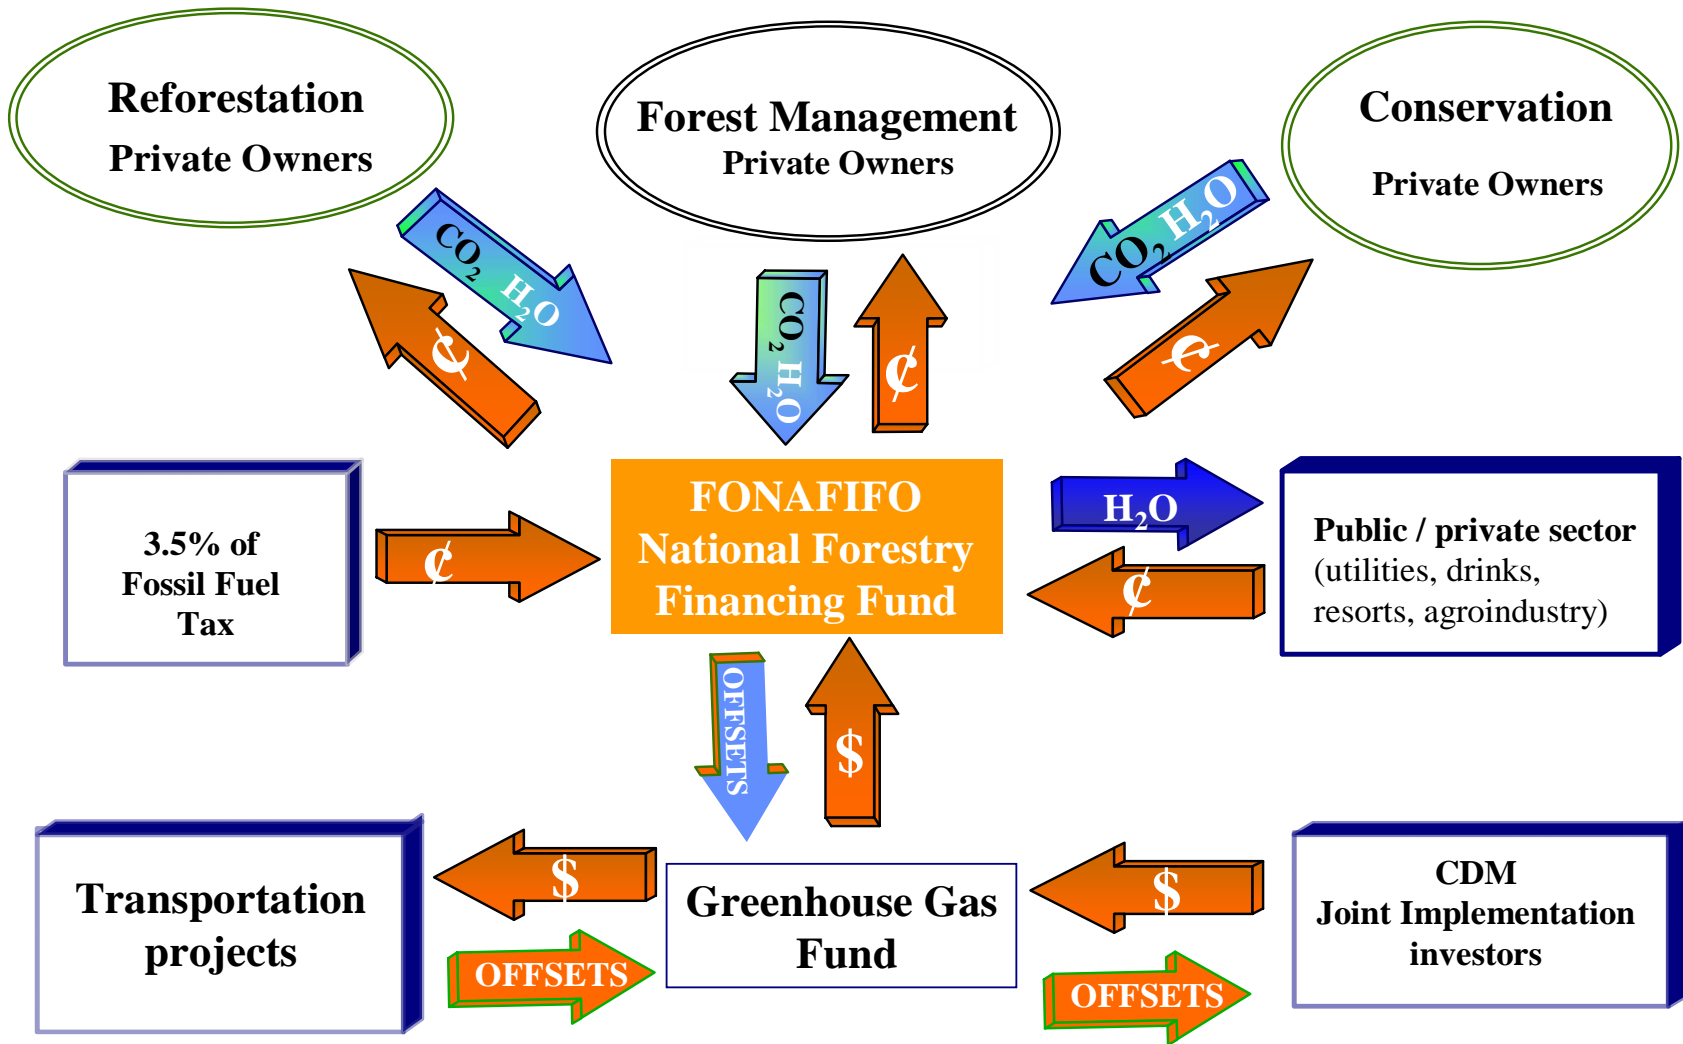 Reforestation
Private Owners
Forest Management
Private Owners
Conservation
Private Owners
CO₂ H₂O
CO₂ H₂O
CO₂ H₂O
¢
¢
¢
3.5% of
Fossil Fuel
Tax
¢
FONAFIFO
National Forestry
Financing Fund
H₂O
¢
Public / private sector
(utilities, drinks,
resorts, agroindustry)
OFFSETS
$
Transportation
projects
$
OFFSETS
Greenhouse Gas
Fund
$
OFFSETS
CDM
Joint Implementation
investors